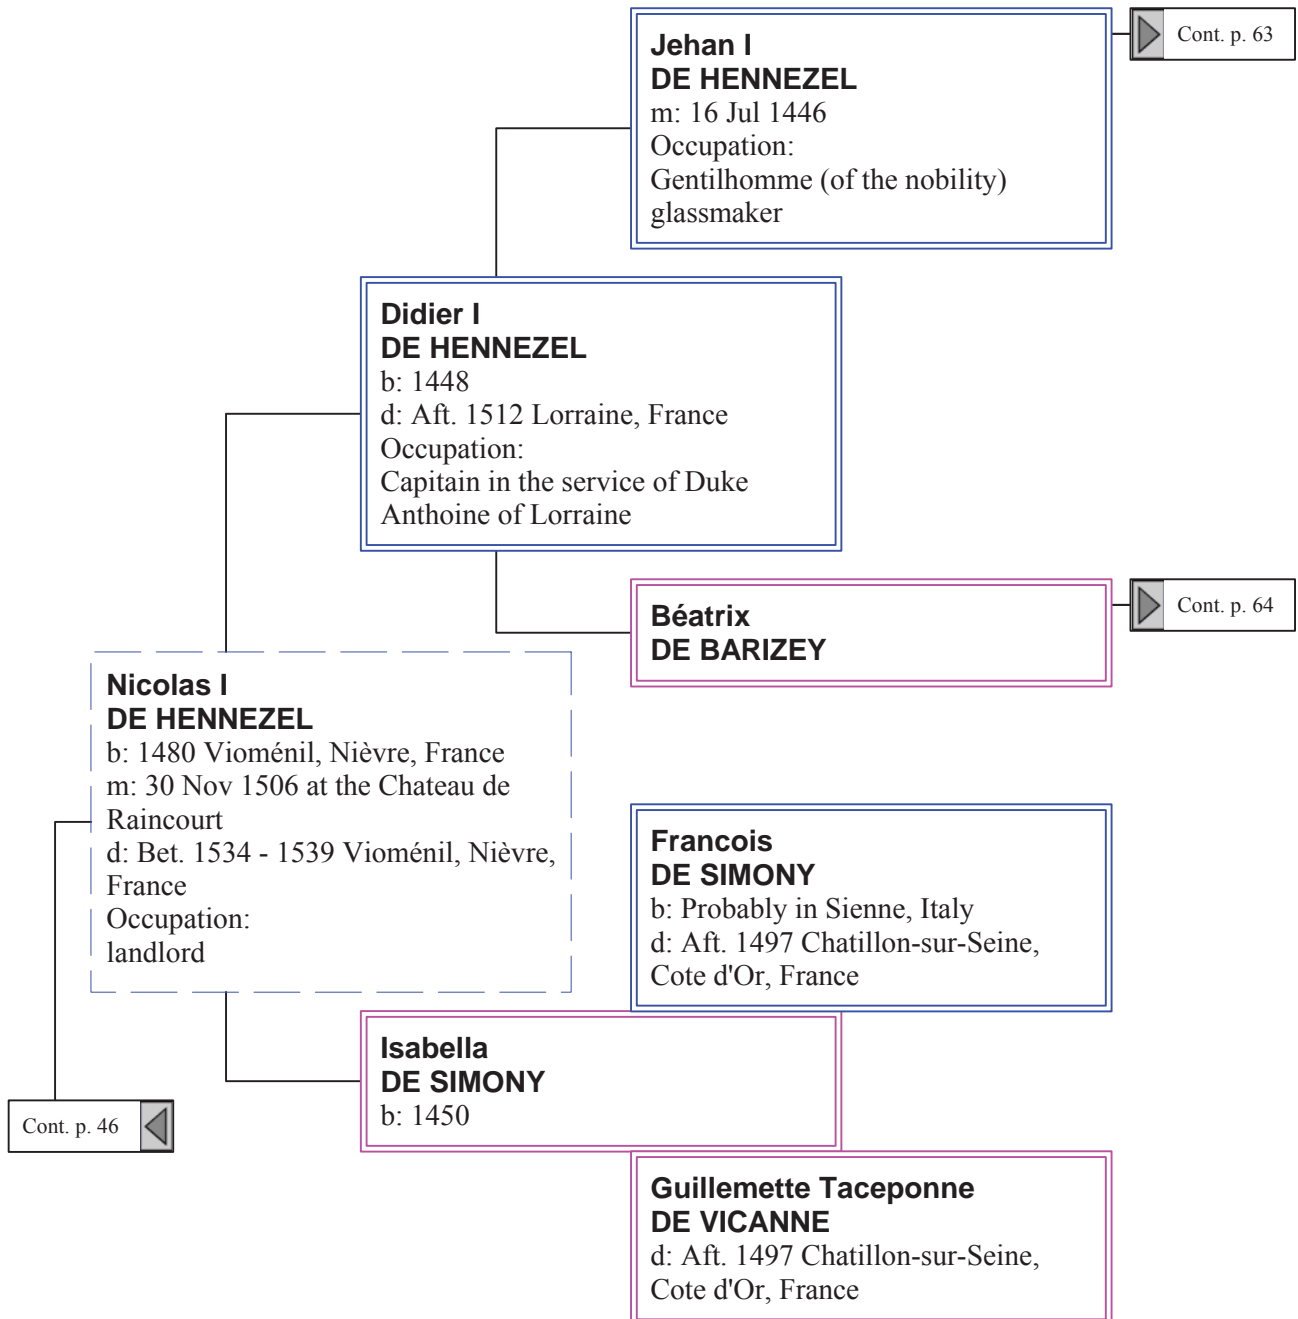 Jehan I
DE HENNEZEL
m: 16 Jul 1446
Occupation:
Gentilhomme (of the nobility)
glassmaker
Cont. p. 63
Didier I
DE HENNEZEL
b: 1448
d: Aft. 1512 Lorraine, France
Occupation:
Capitain in the service of Duke
Anthoine of Lorraine
Béatrix
DE BARIZEY
Cont. p. 64
Nicolas I
DE HENNEZEL
b: 1480 Vioménil, Nièvre, France
m: 30 Nov 1506 at the Chateau de
Raincourt
d: Bet. 1534 - 1539 Vioménil, Nièvre,
France
Occupation:
landlord
Francois
DE SIMONY
b: Probably in Sienne, Italy
d: Aft. 1497 Chatillon-sur-Seine,
Cote d'Or, France
Isabella
DE SIMONY
b: 1450
Cont. p. 46
Guillemette Taceponne
DE VICANNE
d: Aft. 1497 Chatillon-sur-Seine,
Cote d'Or, France